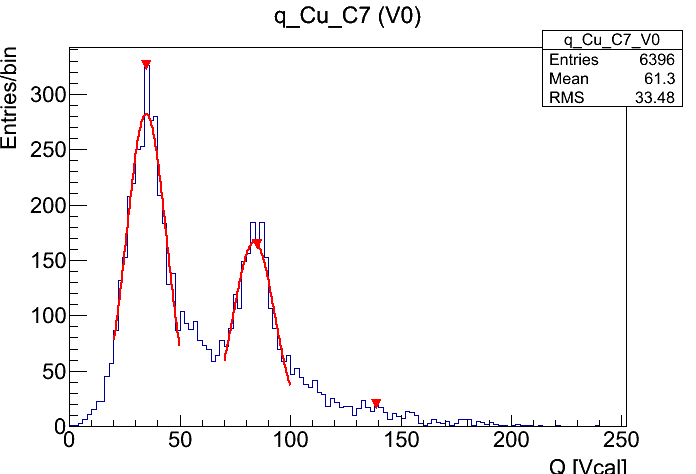 q_Cu_C7 (V0)
q_Cu_C7_V0
Entries 6396
Mean 61.3
RMS 33.48
Entries/bin
300
250
200
150
100
50
0
0 50 100 150 200 250
Q [Vcal]